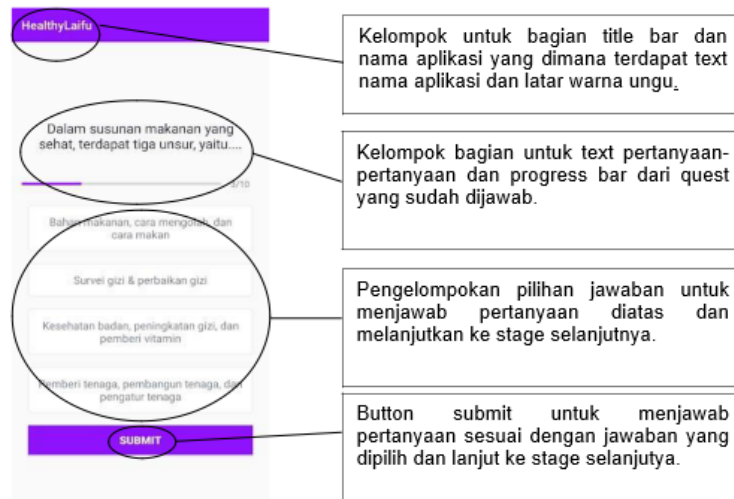 HealthyLaifu
Kelompok untuk bagian title bar dan
nama aplikasi yang dimana terdapat text
nama aplikasi dan latar warna ungu.
Dalam susunan makanan yang
sehat, terdapat tiga unsur, yaitu....
/10
Kelompok bagian untuk text pertanyaan-
pertanyaan dan progress bar dari quest
yang sudah dijawab.
Bahan makanan, cara mengolah, dan
cara makan
Survei gizi & perbaikan gizi
Kesehatan badan, peningkatan gizi, dan
pemberi vitamin
Pemberi tenaga, pembangun tenaga, dan
pengatur tenaga
Pengelompokan pilihan jawaban untuk
menjawab pertanyaan diatas dan
melanjutkan ke stage selanjutnya.
SUBMIT
Button submit untuk menjawab
pertanyaan sesuai dengan jawaban yang
dipilih dan lanjut ke stage selanjutya.